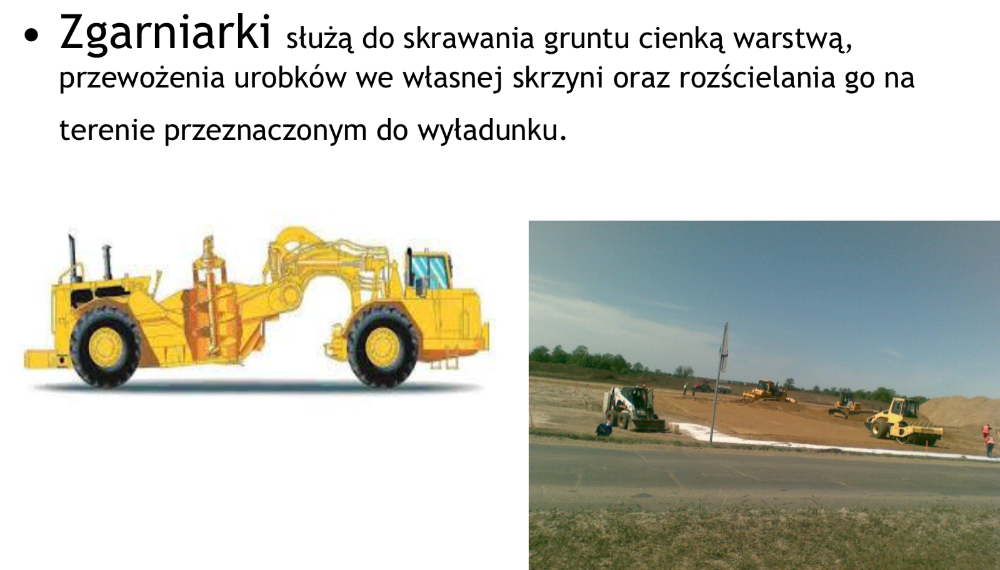 • Zgarniarki służą do skrawania gruntu cienką warstwą,
przewożenia urobków we własnej skrzyni oraz rozścielania go na
terenie przeznaczonym do wyładunku.